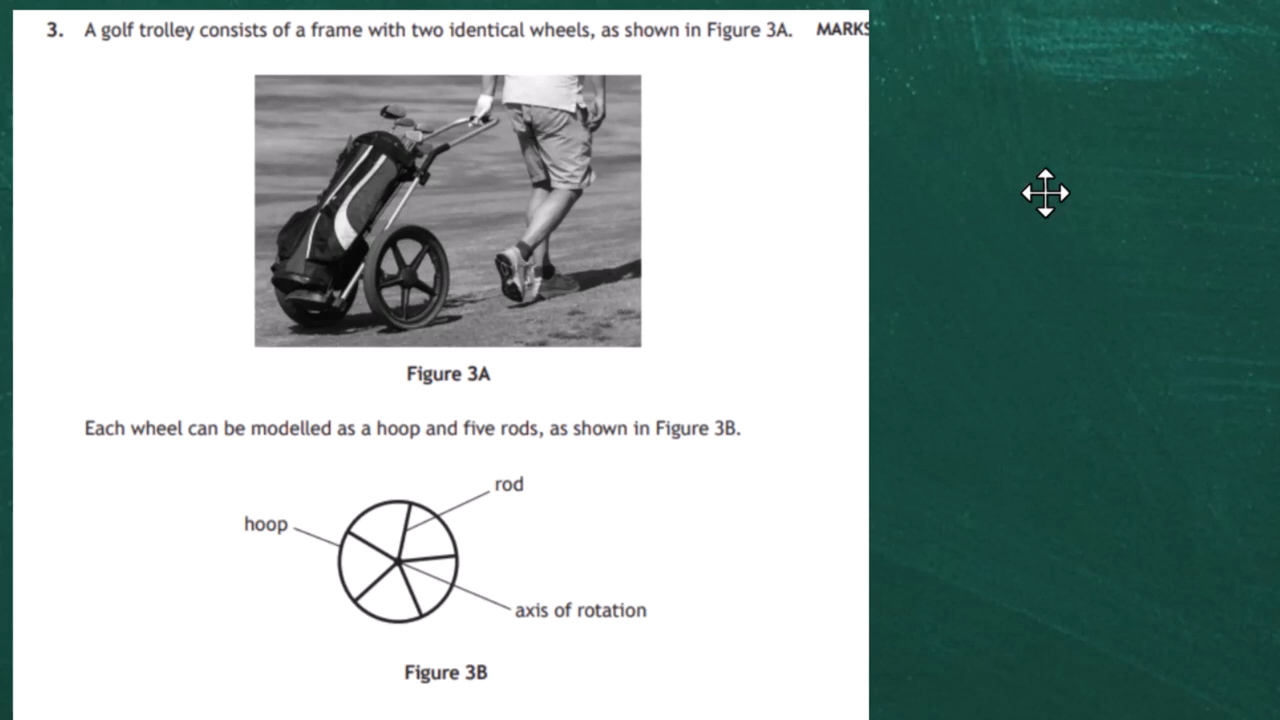 3. A golf trolley consists of a frame with two identical wheels, as shown in Figure 3A. MARKS
Figure 3A
Each wheel can be modelled as a hoop and five rods, as shown in Figure 3B.
rod
hoop
axis of rotation
Figure 3B